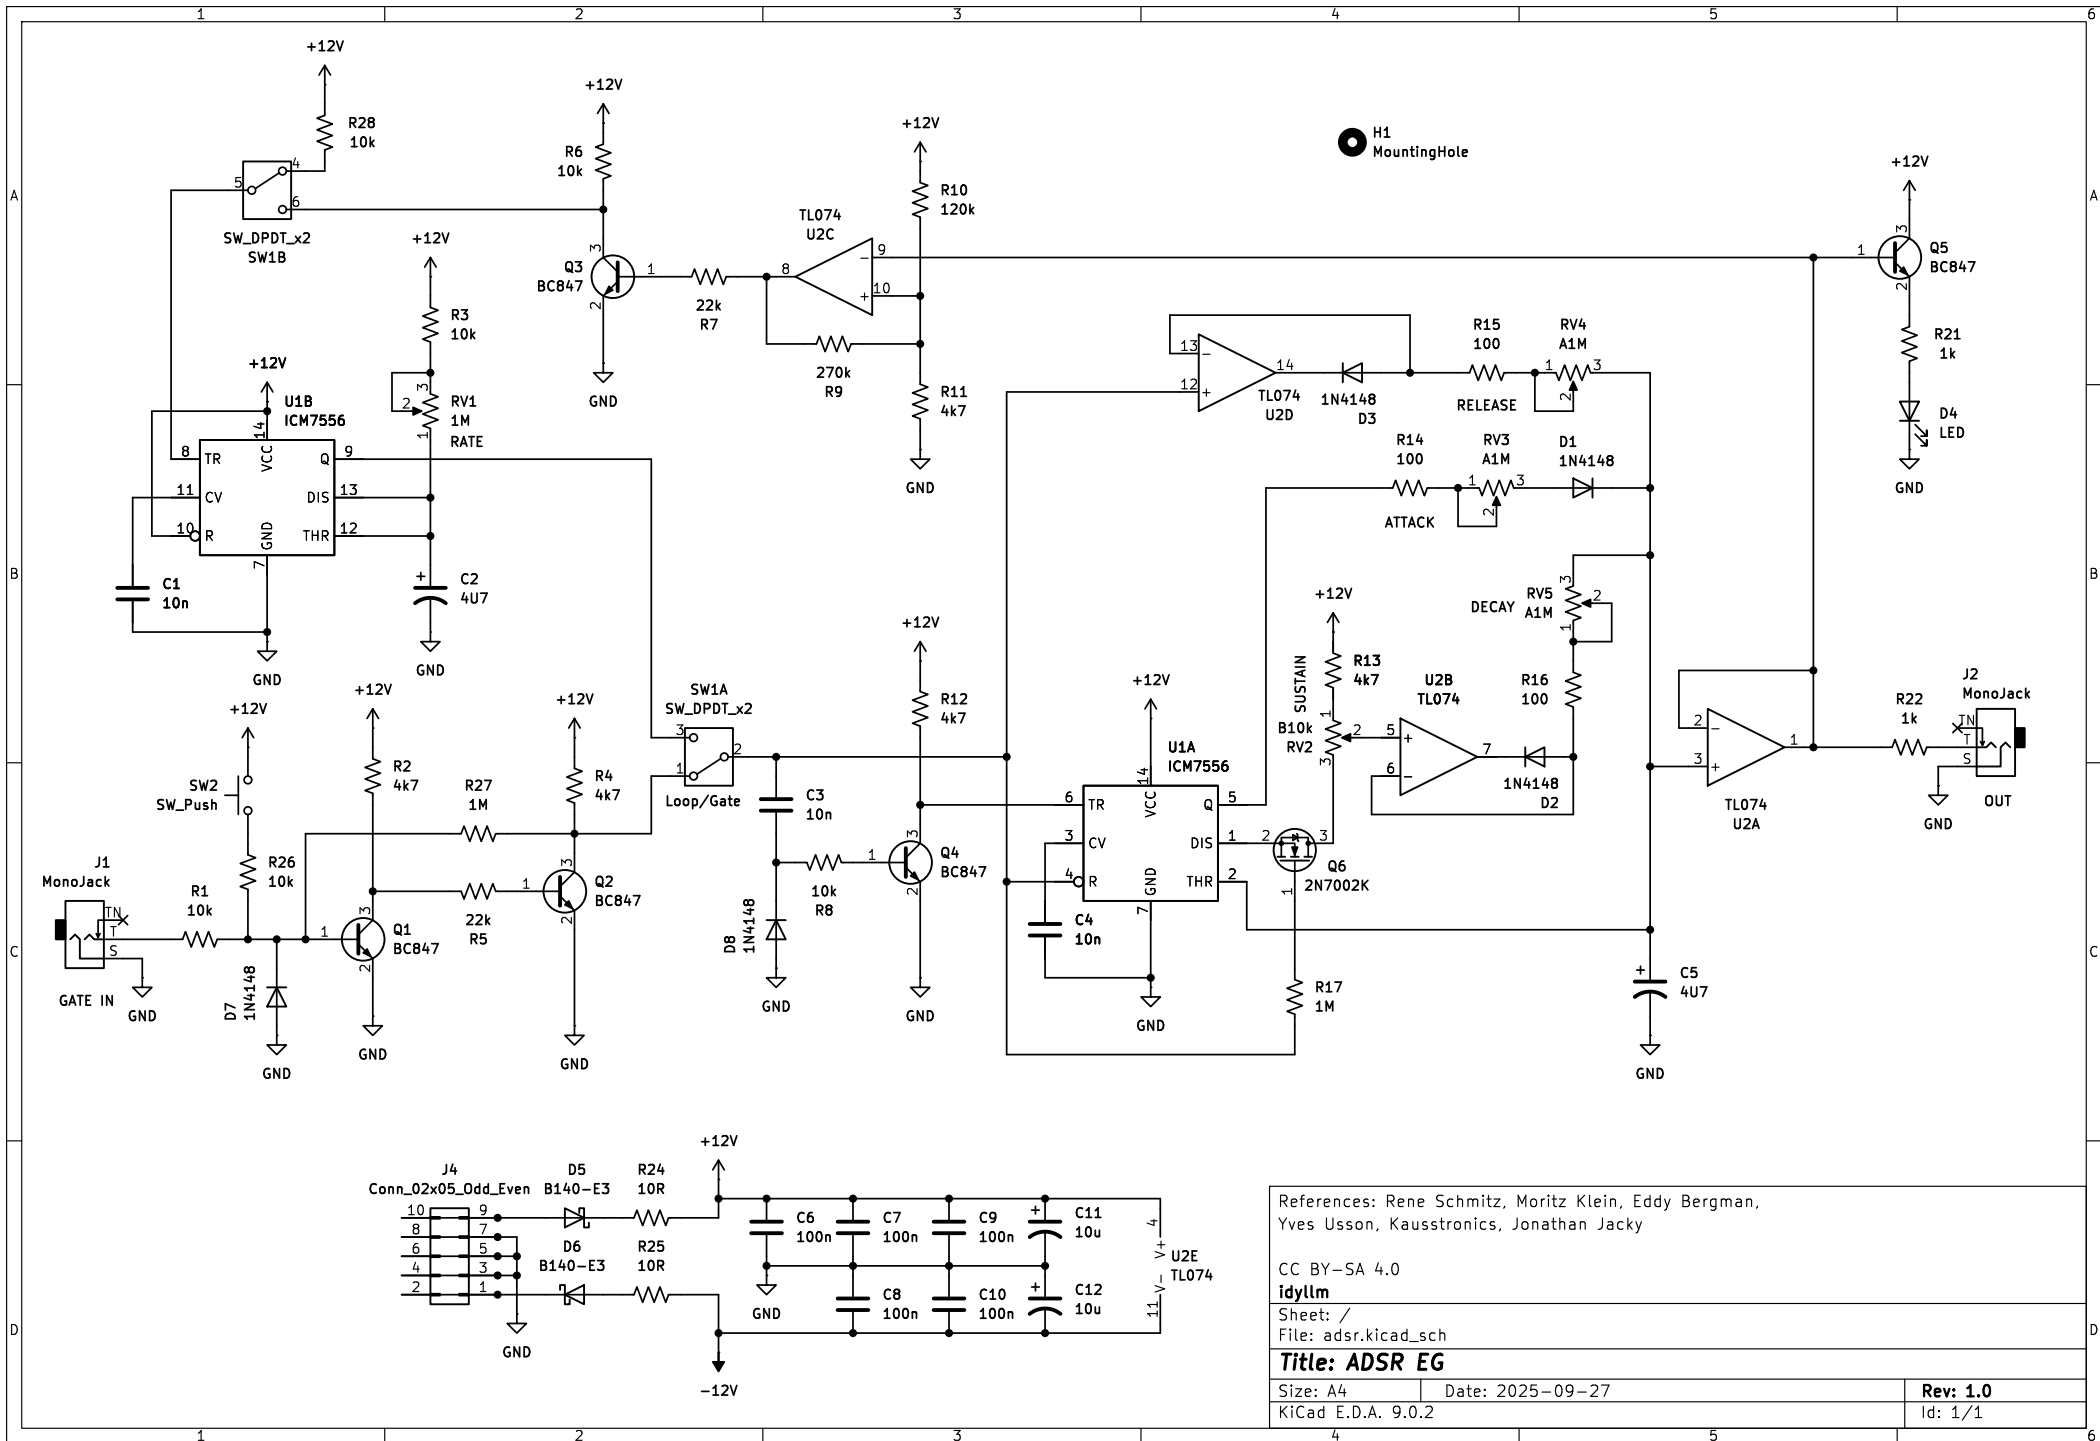 1 2 3 4 5 6
A
B
C
D
A
B
C
D
1 2 3 4 5 6
+12V
R28
10k
4
5
6
SW_DPDT_x2
SW1B
+12V
R6
10k
3
Q3
BC847
1
2
GND
22k
R7
TL074
U2C
8
9
−
10
+
270k
R9
+12V
R10
120k
R11
4k7
GND
H1
MountingHole
+12V
3
Q5
BC847
1
2
R21
1k
D4
LED
GND
+12V
R3
10k
3
2
RV1
1M
1
RATE
+12V
U1B
ICM7556
14
VCC
8 TR
Q 9
11 CV
DIS 13
10 R
THR 12
GND
7
C1
10n
GND
+
C2
4U7
GND
13
−
12
+
14
TL074
U2D
1N4148
D3
R15
100
RELEASE
RV4
A1M
1
3
2
R14
100
ATTACK
RV3
A1M
1
3
2
D1
1N4148
3
RV5
A1M
2
1
DECAY
R16
100
+12V
R13
4k7
SUSTAIN
1
B10k
RV2
2
3
U2B
TL074
5
+
6
−
7
1N4148
D2
+12V
SW2
SW_Push
R26
10k
J1
MonoJack
TN
T
S
GATE IN
GND
R1
10k
D7
1N4148
GND
+12V
R2
4k7
3
1
Q1
BC847
2
GND
R27
1M
22k
R5
+12V
R4
4k7
3
1
Q2
BC847
2
GND
SW1A
SW_DPDT_x2
3
2
1
Loop/Gate
C3
10n
D8
1N4148
GND
10k
R8
+12V
R12
4k7
3
1
Q4
BC847
2
GND
+12V
U1A
ICM7556
14
VCC
6 TR
Q 5
3 CV
DIS 1
4 R
THR 2
GND
7
C4
10n
GND
2
3
1
Q6
2N7002K
R17
1M
+
C5
4U7
GND
2
−
3
+
1
TL074
U2A
R22
1k
J2
MonoJack
TN
T
S
OUT
GND
J4
Conn_02x05_Odd_Even
10 9
8 7
6 5
4 3
2 1
GND
D5
B140-E3
D6
B140-E3
R24
10R
R25
10R
+12V
-12V
C6
100n
GND
C7
100n
C8
100n
C9
100n
C10
100n
+
C11
10u
+
C12
10u
4
V+
U2E
TL074
V-
11
References: Rene Schmitz, Moritz Klein, Eddy Bergman,
Yves Usson, Kausstronics, Jonathan Jacky
CC BY-SA 4.0
idyllm
Sheet: /
File: adsr.kicad_sch
Title: ADSR EG
Size: A4 Date: 2025-09-27 Rev: 1.0
KiCad E.D.A. 9.0.2 Id: 1/1